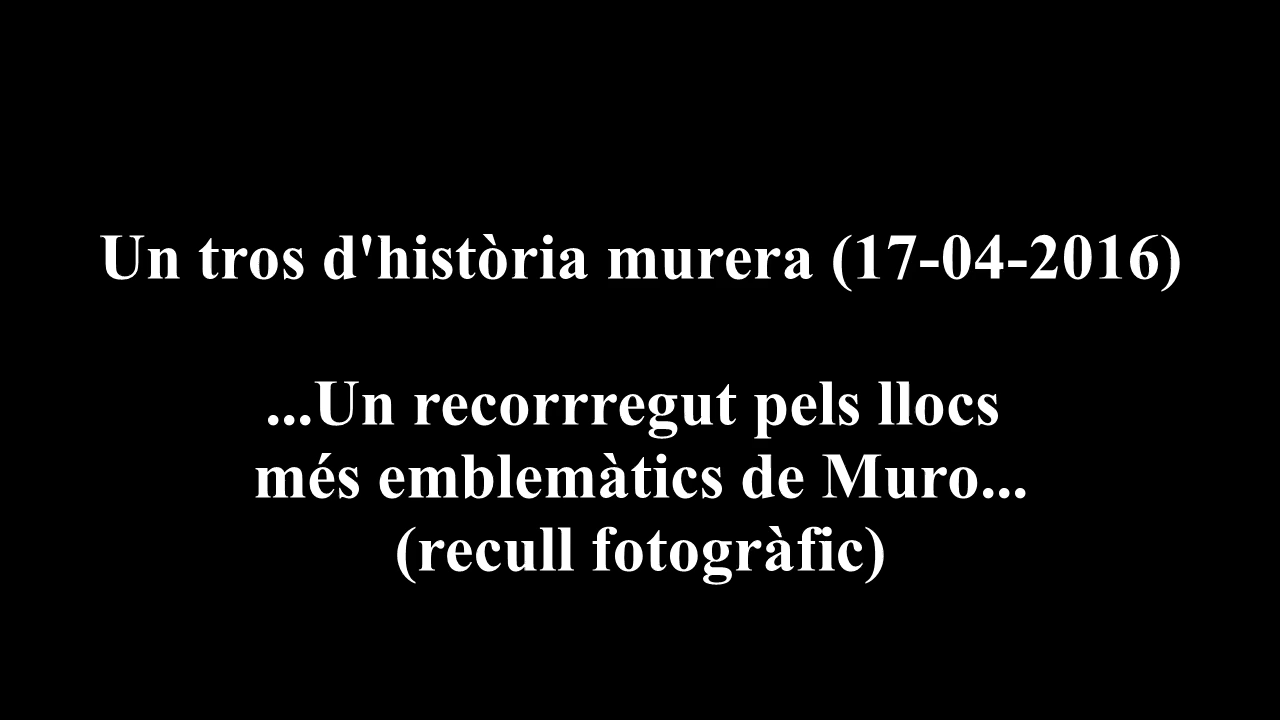 Un tros d'història murera (17-04-2016)
...Un recorrregut pels llocs
més emblemàtics de Muro...
(recull fotogràfic)